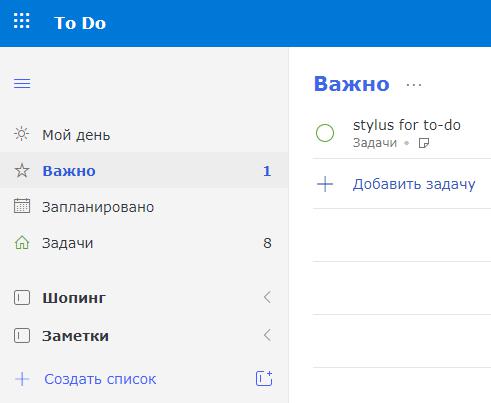 To Do
Мой день
Важно 1
Запланировано
Задачи 8
Шопинг
Заметки
Создать список
Важно ...
stylus for to-do
Задачи
Добавить задачу